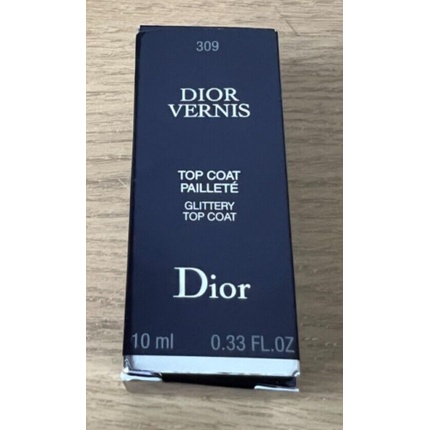 309
DIOR
VERNIS
TOP COAT
PAILLETÉ
GLITTERY
TOP COAT
Dior
10 ml 0.33 FL.OZ